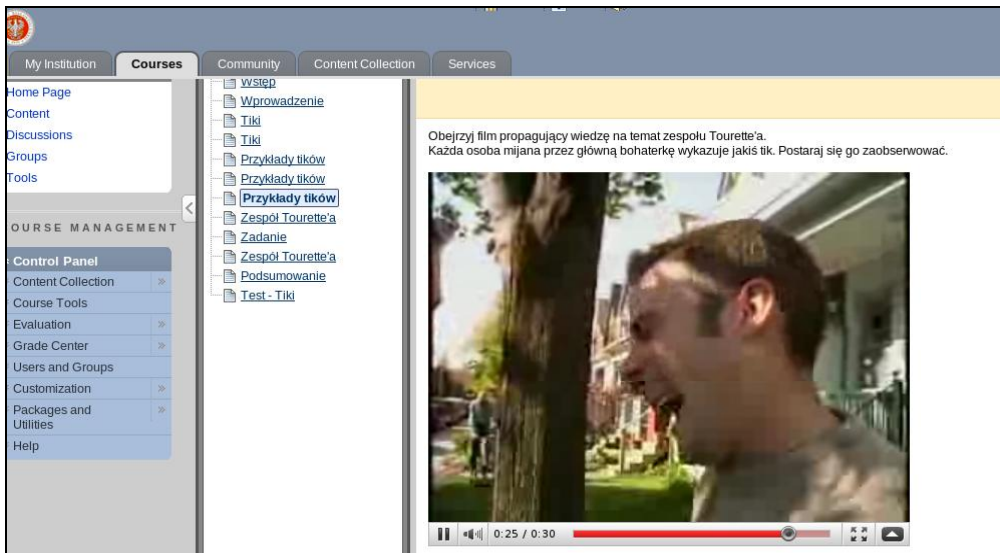 My Institution
Courses
Community
Content Collection
Services
Home Page
Content
Discussions
Groups
Tools
OURSE MANAGEMENT
Control Panel
Content Collection
Course Tools
Evaluation
Grade Center
Users and Groups
Customization
Packages and
Utilities
Help
Wstęp
Wprowadzenie
Tiki
Tiki
Przykłady tików
Przykłady tików
Przykłady tików
Zespół Tourette'a
Zadanie
Zespół Tourette'a
Podsumowanie
Test - Tiki
Obejrzyj film propagujący wiedzę na temat zespołu Tourette'a.
Każda osoba mijana przez główną bohaterkę wykazuje jakiś tik. Postaraj się go zaobserwować.
0:25 / 0:30